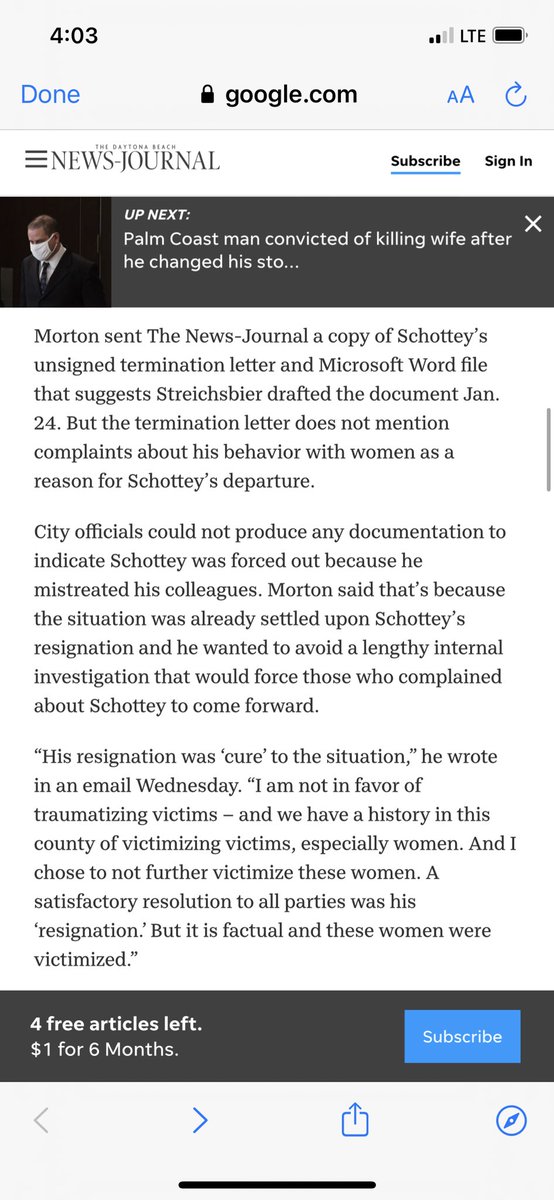 4:03 LTE
Done google.com AA
THE DAYTONA BEACH
NEWS-JOURNAL Subscribe Sign In
UP NEXT:
Palm Coast man convicted of killing wife after
he changed his sto...
Morton sent The News-Journal a copy of Schottey’s
unsigned termination letter and Microsoft Word file
that suggests Streichsbier drafted the document Jan.
24. But the termination letter does not mention
complaints about his behavior with women as a
reason for Schottey’s departure.
City officials could not produce any documentation to
indicate Schottey was forced out because he
mistreated his colleagues. Morton said that’s because
the situation was already settled upon Schottey’s
resignation and he wanted to avoid a lengthy internal
investigation that would force those who complained
about Schottey to come forward.
“His resignation was ‘cure’ to the situation,” he wrote
in an email Wednesday. “I am not in favor of
traumatizing victims – and we have a history in this
county of victimizing victims, especially women. And I
chose to not further victimize these women. A
satisfactory resolution to all parties was his
‘resignation.’ But it is factual and these women were
victimized.”
4 free articles left.
$1 for 6 Months.
Subscribe